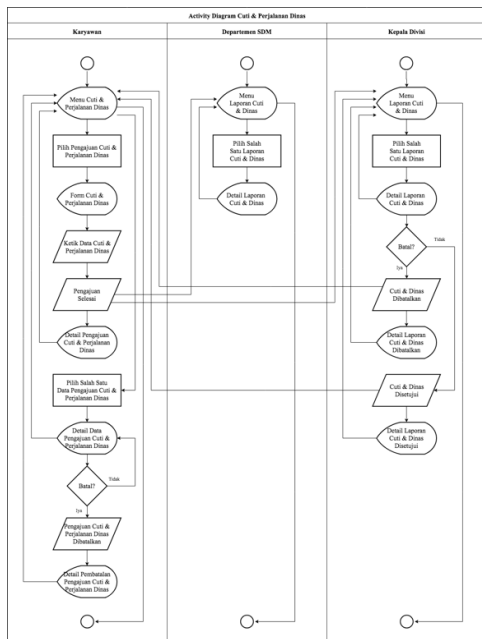 Activity Diagram Cuti & Perjalanan Dinas
Karyawan
Departemen SDM
Kepala Divisi
Menu Cuti &
Perjalanan Dinas
Pilih Pengajuan Cuti &
Perjalanan Dinas
Form Cuti &
Perjalanan Dinas
Ketik Data Cuti &
Perjalanan Dinas
Pengajuan
Selesai
Detail Pengajuan
Cuti & Perjalanan
Dinas
Pilih Salah Satu
Data Pengajuan Cuti &
Perjalanan Dinas
Detail Data
Pengajuan Cuti &
Perjalanan Dinas
Batal?
Tidak
Iya
Pengajuan Cuti &
Perjalanan Dinas
Dibatalkan
Detail Pembatalan
Pengajuan Cuti &
Perjalanan Dinas
Menu
Laporan Cuti
& Dinas
Pilih Salah
Satu Laporan
Cuti & Dinas
Detail Laporan
Cuti & Dinas
Menu
Laporan Cuti
& Dinas
Pilih Salah
Satu Laporan
Cuti & Dinas
Detail Laporan
Cuti & Dinas
Batal?
Tidak
Iya
Cuti & Dinas
Dibatalkan
Detail Laporan
Cuti & Dinas
Dibatalkan
Cuti & Dinas
Disetujui
Detail Laporan
Cuti & Dinas
Disetujui